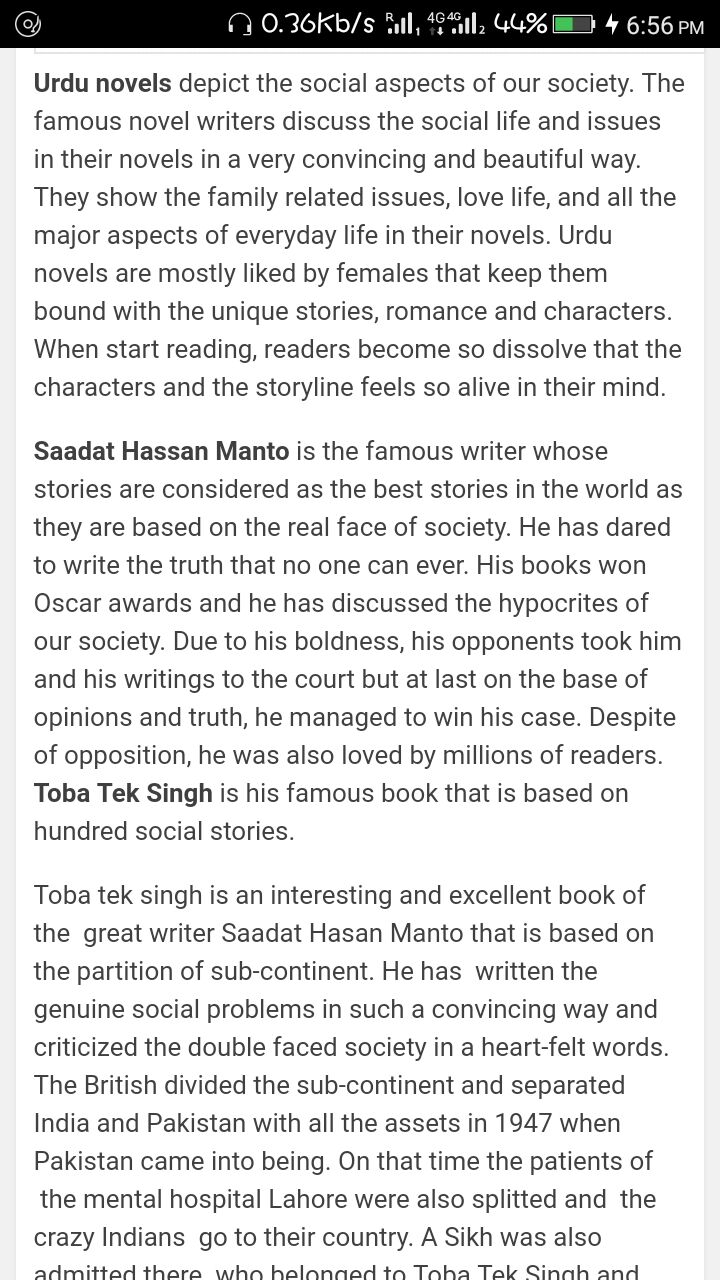 0.36Kb/s R 1 4G4G 2 44% 6:56 PM
Urdu novels depict the social aspects of our society. The
famous novel writers discuss the social life and issues
in their novels in a very convincing and beautiful way.
They show the family related issues, love life, and all the
major aspects of everyday life in their novels. Urdu
novels are mostly liked by females that keep them
bound with the unique stories, romance and characters.
When start reading, readers become so dissolve that the
characters and the storyline feels so alive in their mind.
Saadat Hassan Manto is the famous writer whose
stories are considered as the best stories in the world as
they are based on the real face of society. He has dared
to write the truth that no one can ever. His books won
Oscar awards and he has discussed the hypocrites of
our society. Due to his boldness, his opponents took him
and his writings to the court but at last on the base of
opinions and truth, he managed to win his case. Despite
of opposition, he was also loved by millions of readers.
Toba Tek Singh is his famous book that is based on
hundred social stories.
Toba tek singh is an interesting and excellent book of
the  great writer Saadat Hasan Manto that is based on
the partition of sub-continent. He has  written the
genuine social problems in such a convincing way and
criticized the double faced society in a heart-felt words.
The British divided the sub-continent and separated
India and Pakistan with all the assets in 1947 when
Pakistan came into being. On that time the patients of
the mental hospital Lahore were also splitted and  the
crazy Indians  go to their country. A Sikh was also
admitted there  who belonged to Toba Tek Singh and